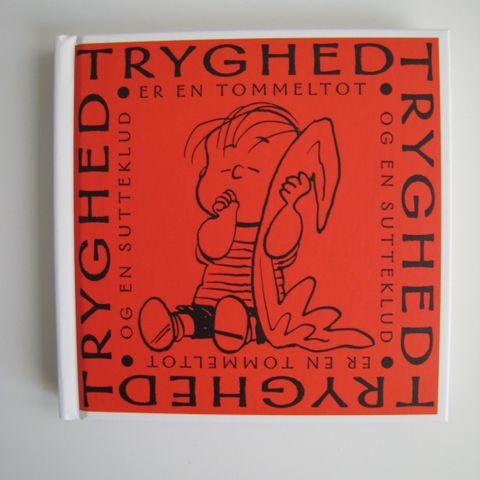 TRYGHED
ER EN TOMMELTOT
TRYGHED
OG EN SUTTEKLUD
TRYGHED
ER EN TOMMELTOT
TRYGHED
OG EN SUTTEKLUD